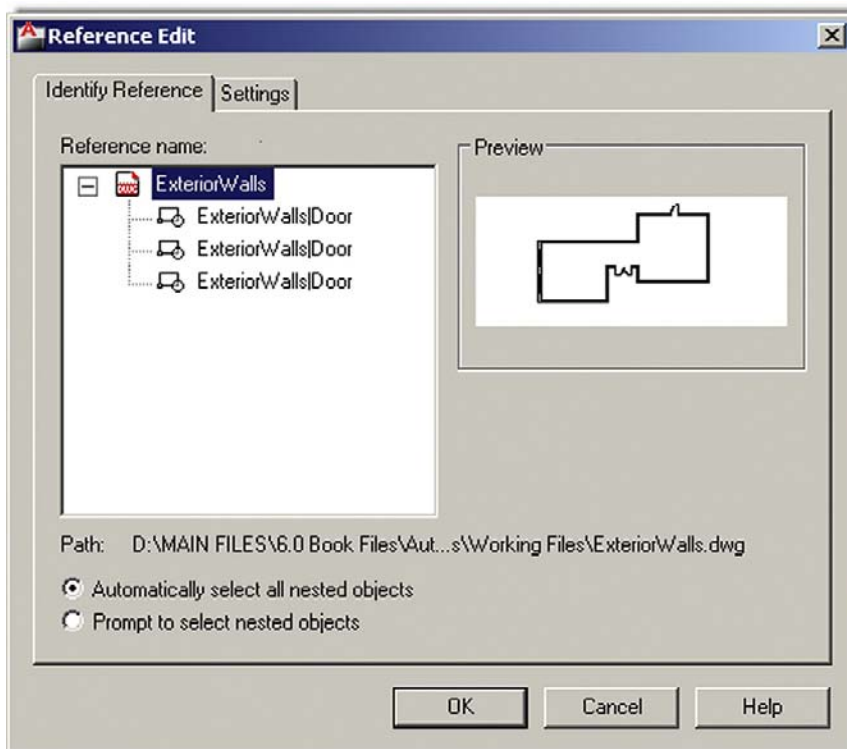 Reference Edit
Identify Reference
Settings
Reference name:
Preview
DWG
ExteriorWalls
ExteriorWalls|Door
ExteriorWalls|Door
ExteriorWalls|Door
Path: D:\MAIN FILES\6.0 Book Files\Aut...s\Working Files\ExteriorWalls.dwg
Automatically select all nested objects
Prompt to select nested objects
OK
Cancel
Help